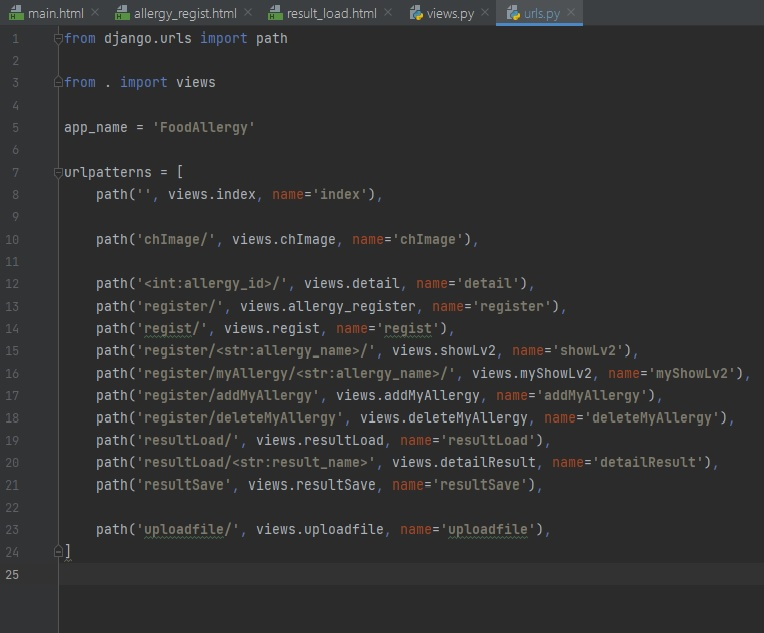 main.html allergy_regist.html result_load.html views.py urls.py
1 from django.urls import path
2
3 from . import views
4
5 app_name = 'FoodAllergy'
6
7 urlpatterns = [
8 path('', views.index, name='index'),
9
10 path('chImage/', views.chImage, name='chImage'),
11
12 path('<int:allergy_id>/', views.detail, name='detail'),
13 path('register/', views.allergy_register, name='register'),
14 path('regist/', views.regist, name='regist'),
15 path('register/<str:allergy_name>/', views.showLv2, name='showLv2'),
16 path('register/myAllergy/<str:allergy_name>/', views.myShowLv2, name='myShowLv2'),
17 path('register/addMyAllergy', views.addMyAllergy, name='addMyAllergy'),
18 path('register/deleteMyAllergy', views.deleteMyAllergy, name='deleteMyAllergy'),
19 path('resultLoad/', views.resultLoad, name='resultLoad'),
20 path('resultLoad/<str:result_name>', views.detailResult, name='detailResult'),
21 path('resultSave', views.resultSave, name='resultSave'),
22
23 path('uploadfile/', views.uploadfile, name='uploadfile'),
24 ]
25